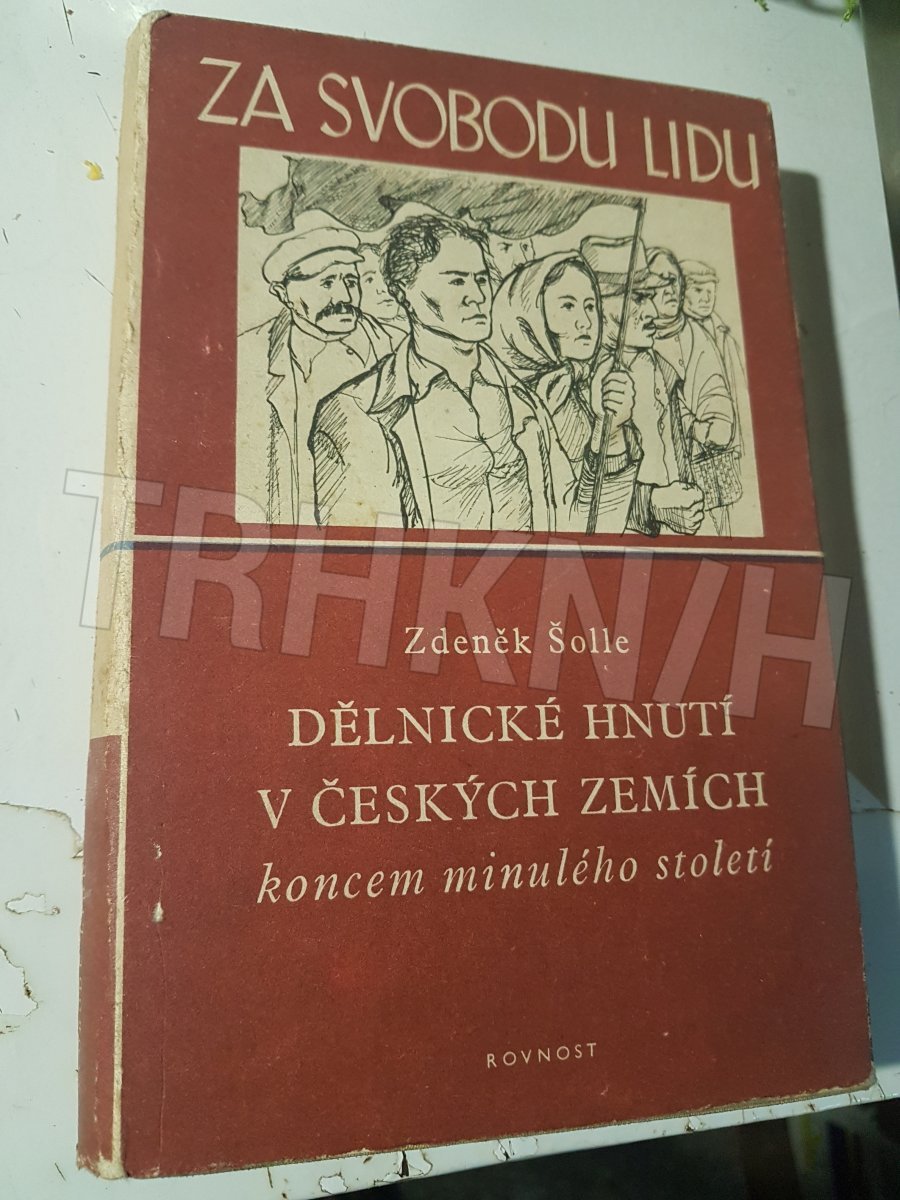 ZA SVOBODU LIDU
TRHKNIH
Zdeněk Šolle
DĚLNICKÉ HNUTÍ
V ČESKÝCH ZEMÍCH
koncem minulého století
ROVNOST